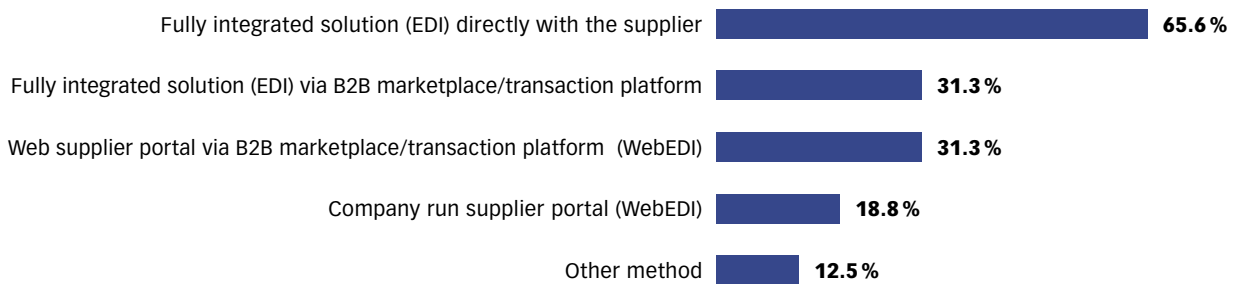 Fully integrated solution (EDI) directly with the supplier 65.6 %
Fully integrated solution (EDI) via B2B marketplace/transaction platform 31.3 %
Web supplier portal via B2B marketplace/transaction platform (WebEDI) 31.3 %
Company run supplier portal (WebEDI) 18.8 %
Other method 12.5 %